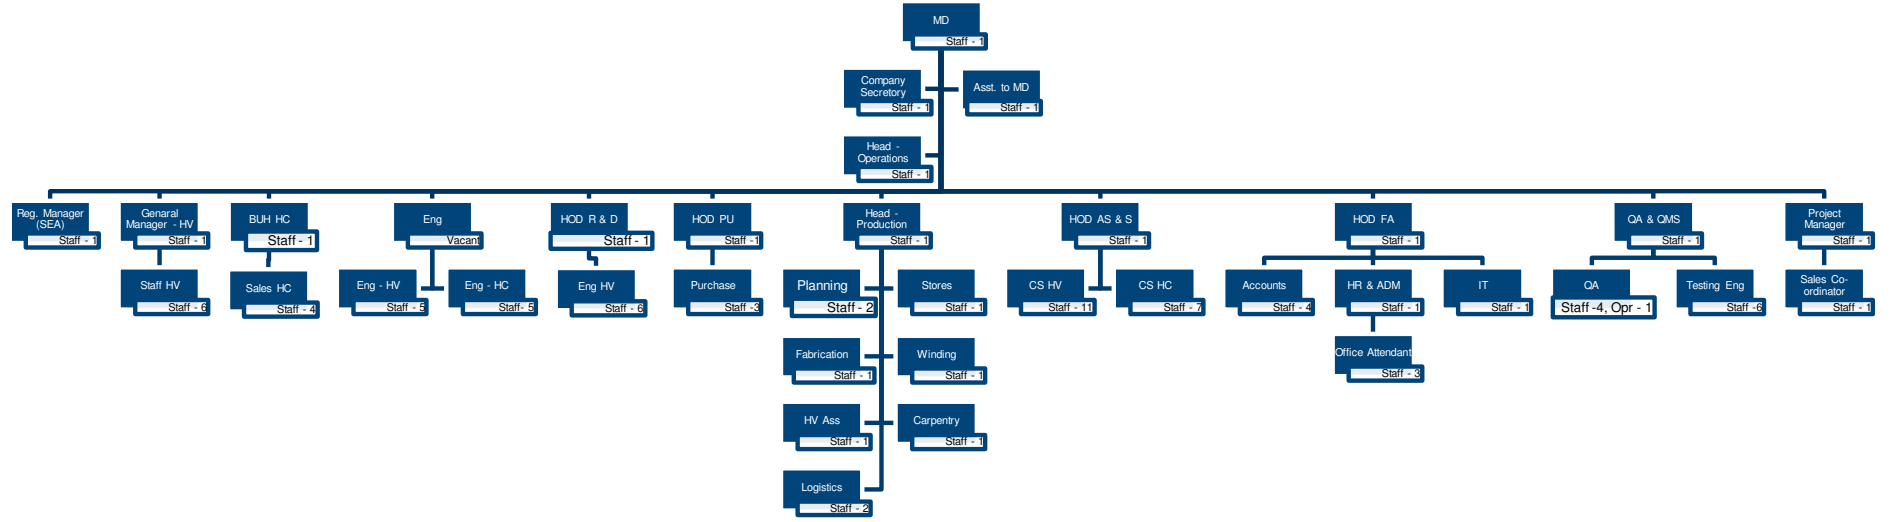 MD
Staff - 1
Company
Secretory
Staff - 1
Asst. to MD
Staff - 1
Head -
Operations
Staff - 1
Reg. Manager
(SEA)
Staff - 1
Genaral
Manager - HV
Staff - 1
BUH HC
Staff - 1
Eng
Vacant
HOD R & D
Staff - 1
HOD PU
Staff -1
Head -
Production
Staff - 1
HOD AS & S
Staff - 1
HOD FA
Staff - 1
QA & QMS
Staff - 1
Project
Manager
Staff - 1
Staff HV
Staff - 6
Sales HC
Staff - 4
Eng - HV
Staff - 5
Eng - HC
Staff- 5
Eng HV
Staff - 6
Purchase
Staff -3
Planning
Staff - 2
Stores
Staff - 1
CS HV
Staff - 11
CS HC
Staff - 7
Accounts
Staff - 4
HR & ADM
Staff - 1
IT
Staff - 1
QA
Staff -4, Opr - 1
Testing Eng
Staff -6
Sales Co-
ordinator
Staff - 1
Fabrication
Staff - 1
Winding
Staff - 1
Office Attendant
Staff - 3
HV Ass
Staff - 1
Carpentry
Staff - 1
Logistics
Staff - 2